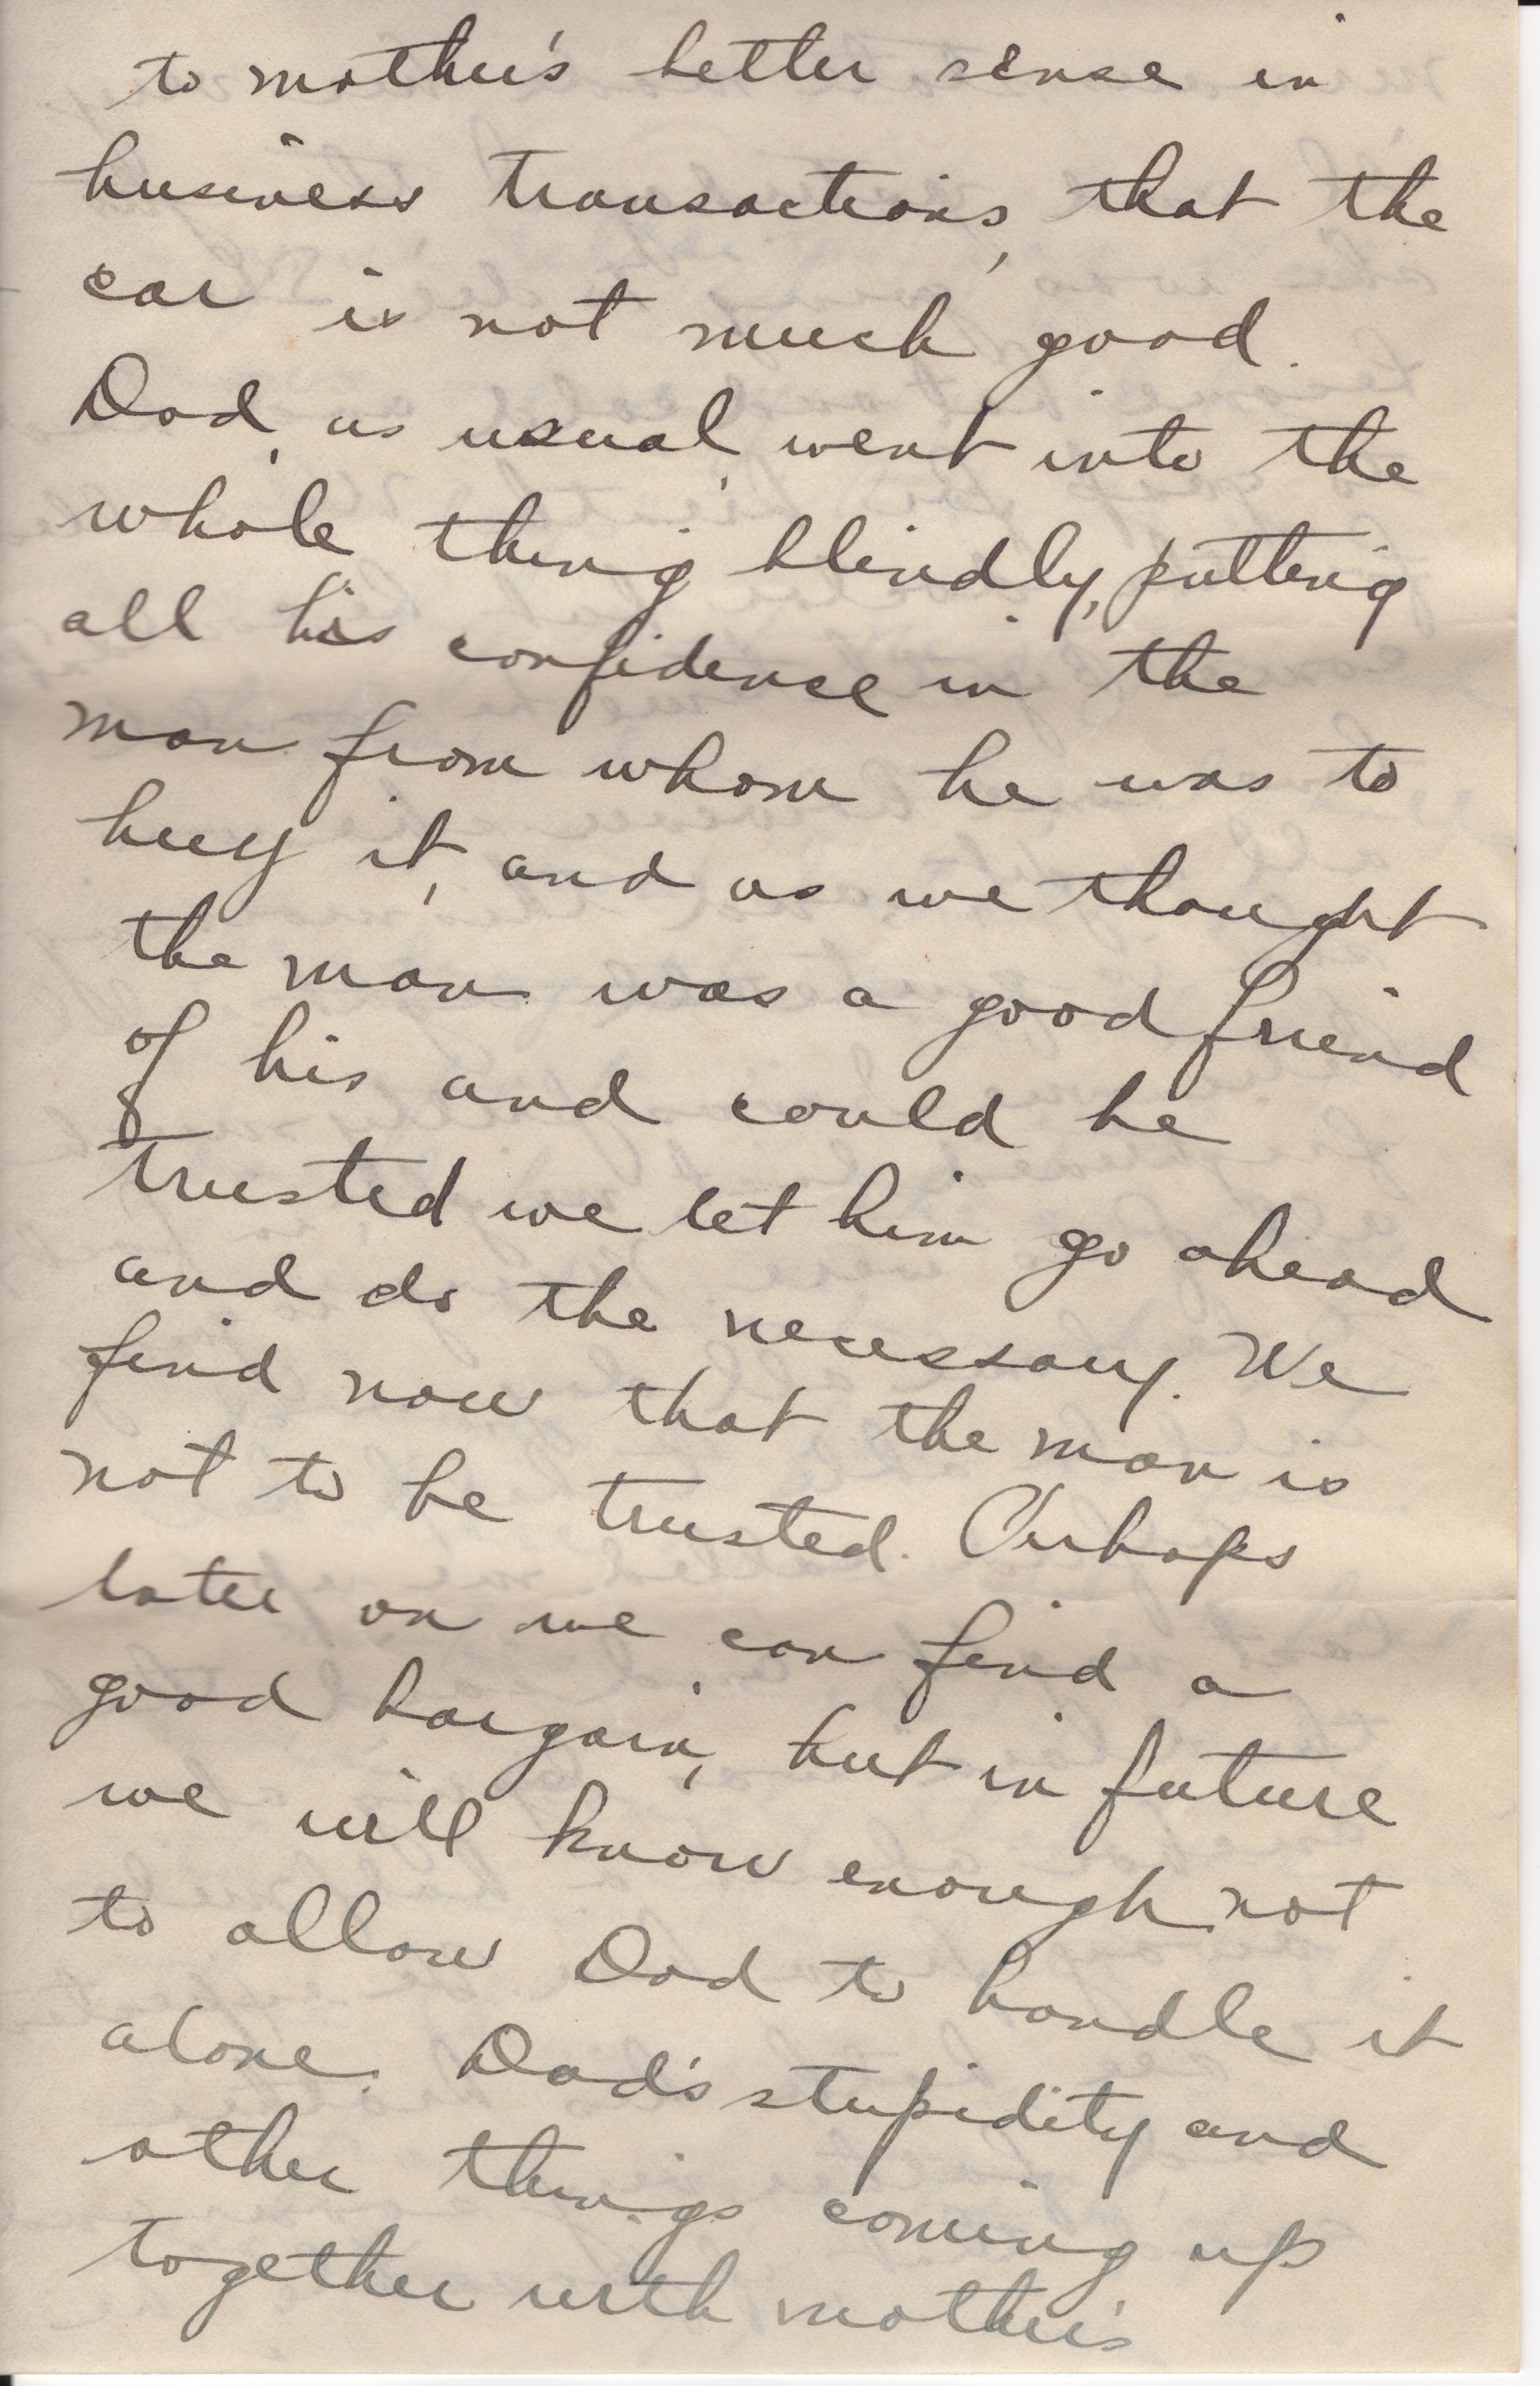 to mother's better sense in
business transactions, that the
car is not much good.
Dad, as usual, went into the
whole thing blindly, putting
all his confidence in the
man from whom he was to
buy it, and as we thought
the man was a good friend
of his and could be
trusted we let him go ahead
and do the necessary. We
find now that the man is
not to be trusted. Perhaps
later on we can find a
good bargain, but in future
we will know enough not
to allow Dad to handle it
alone. Dad's stupidity and
other things coming up
together with mother's